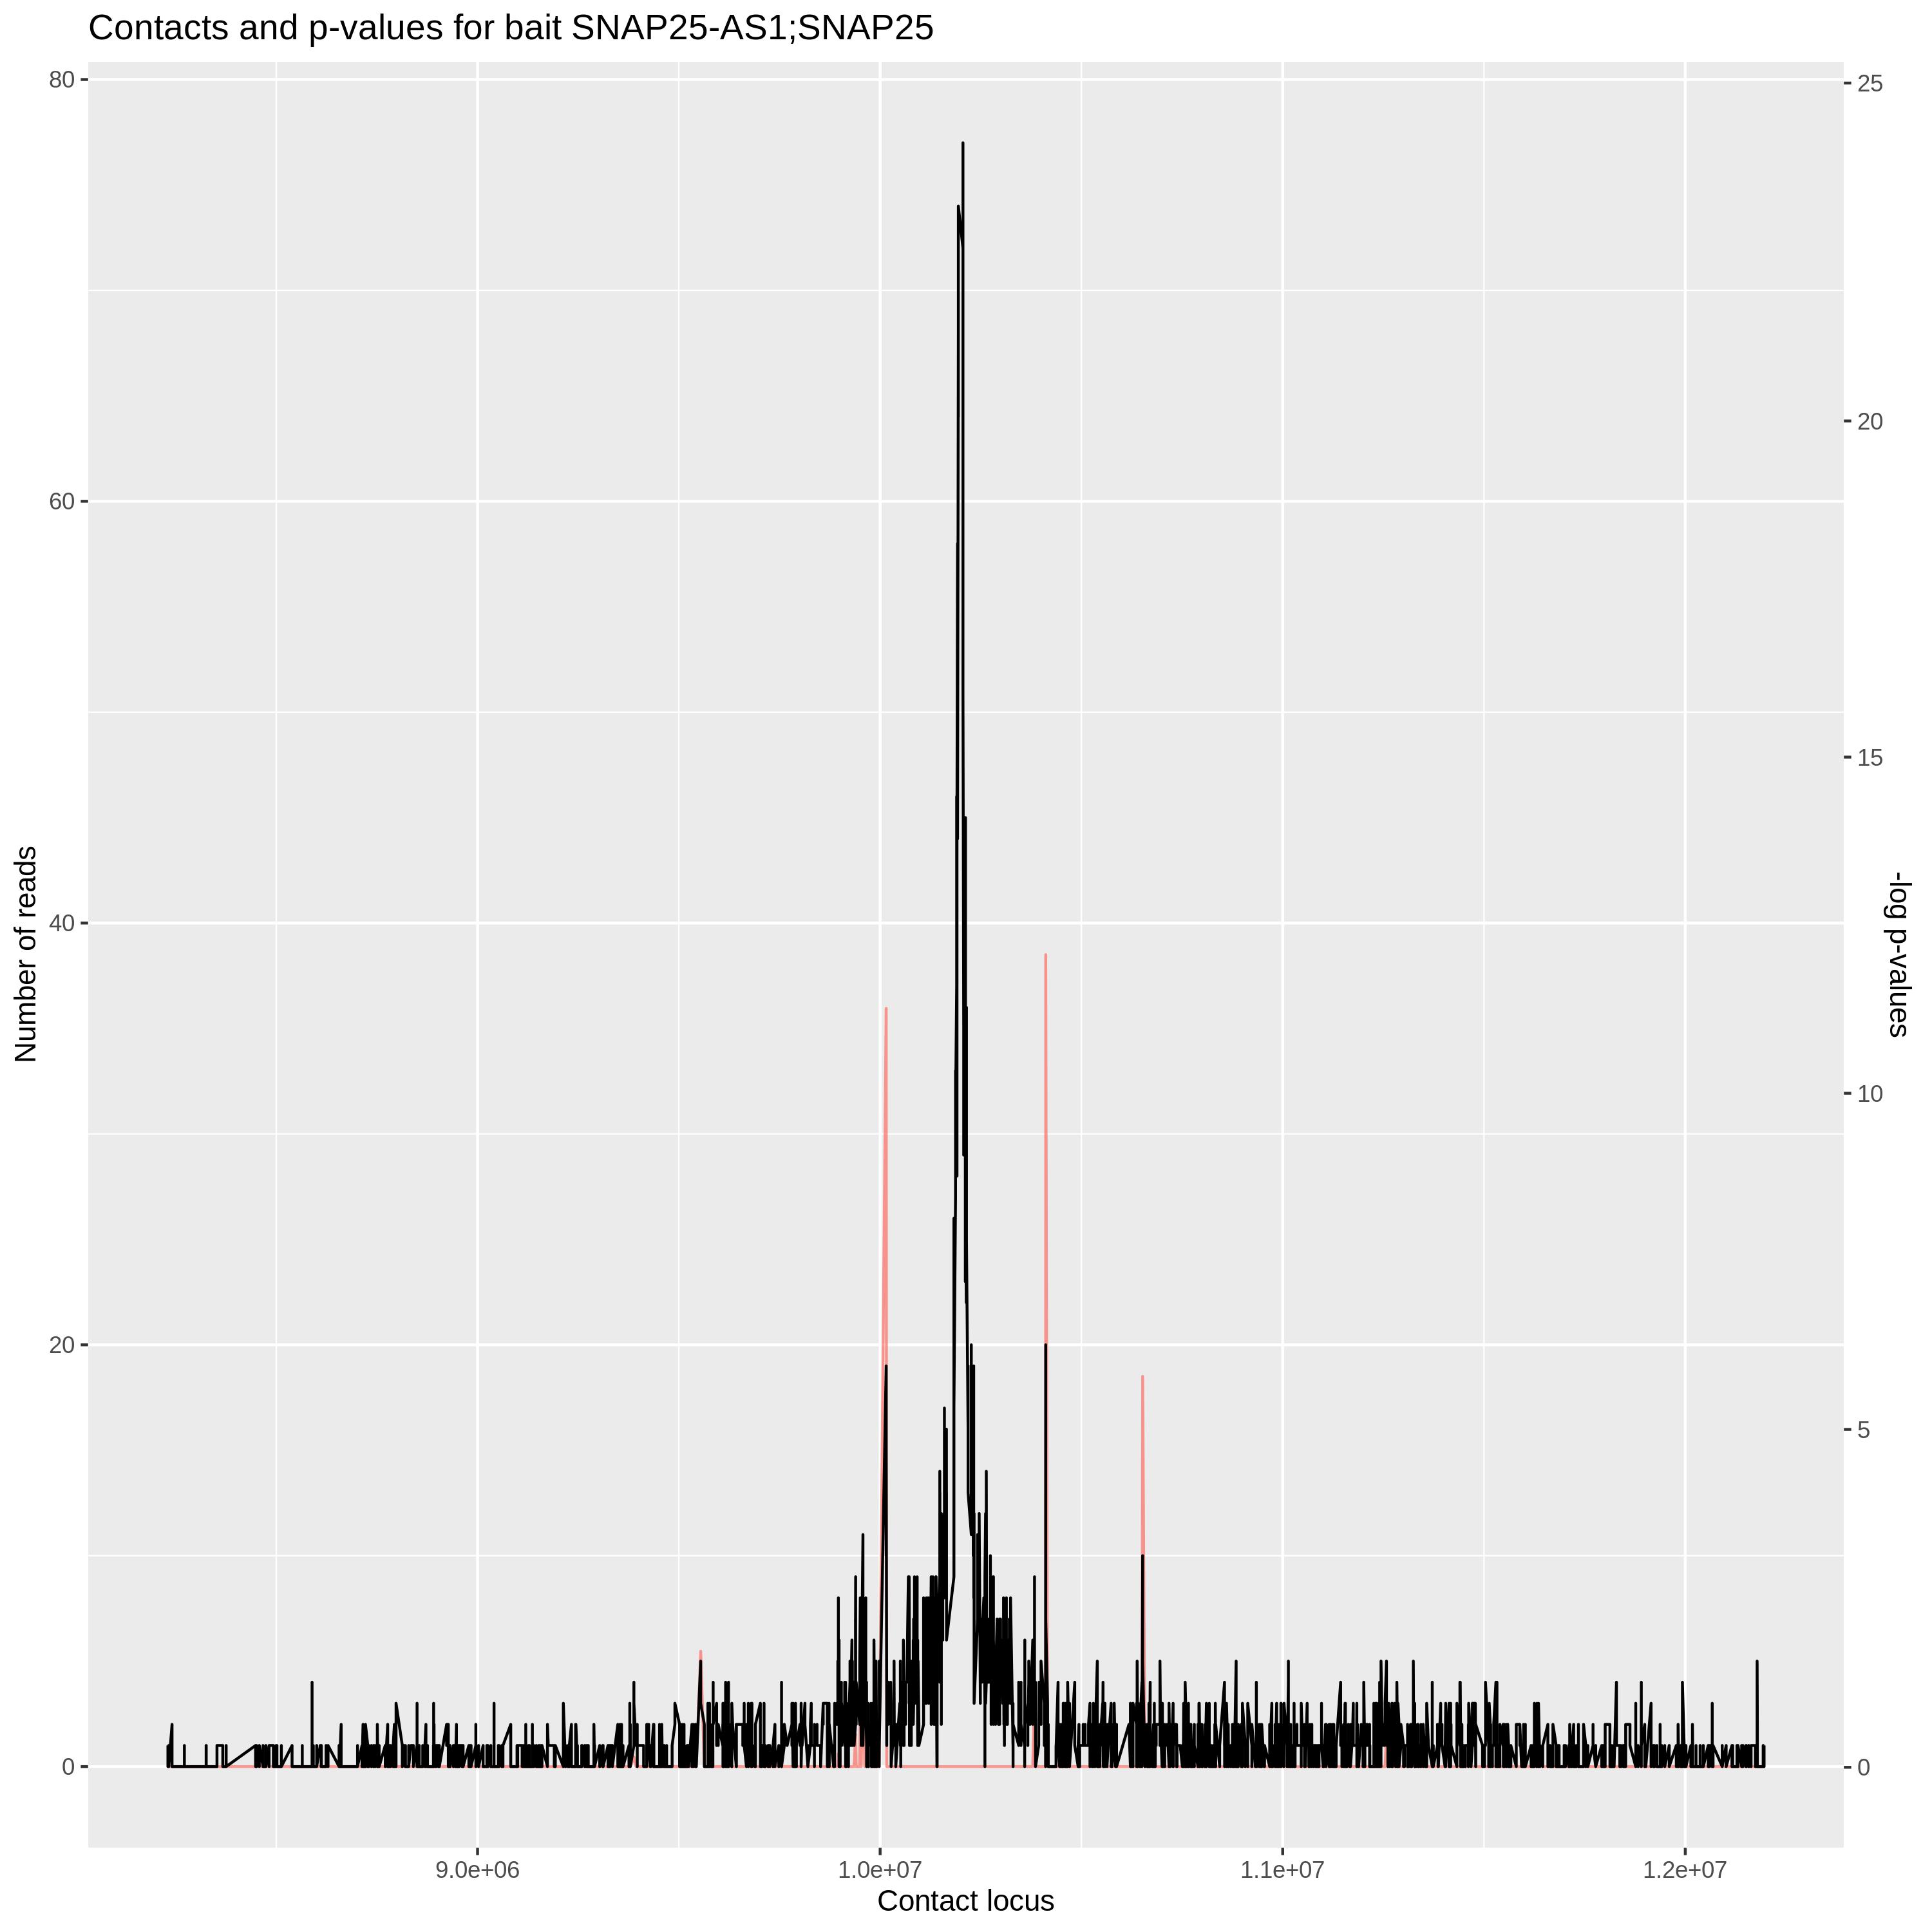 Contacts and p-values for bait SNAP25-AS1;SNAP25
80
60
40
20
0
Number of reads
25
20
15
10
5
0
-log p-values
9.0e+06
1.0e+07
1.1e+07
1.2e+07
Contact locus